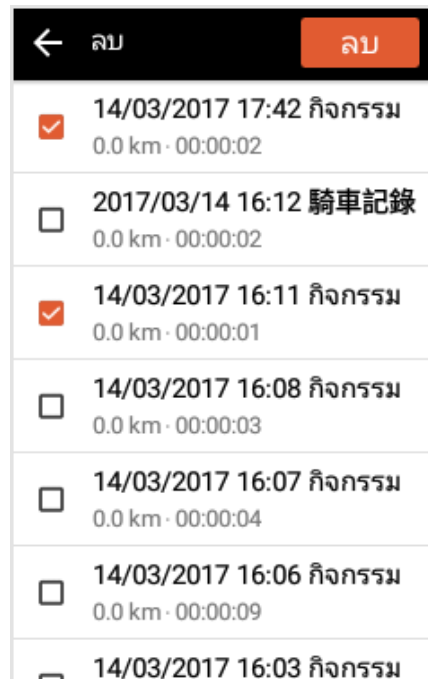 ลบ ลบ
14/03/2017 17:42 กิจกรรม
0.0 km · 00:00:02
2017/03/14 16:12 騎車記錄
0.0 km · 00:00:02
14/03/2017 16:11 กิจกรรม
0.0 km · 00:00:01
14/03/2017 16:08 กิจกรรม
0.0 km · 00:00:03
14/03/2017 16:07 กิจกรรม
0.0 km · 00:00:04
14/03/2017 16:06 กิจกรรม
0.0 km · 00:00:09
14/03/2017 16:03 กิจกรรม